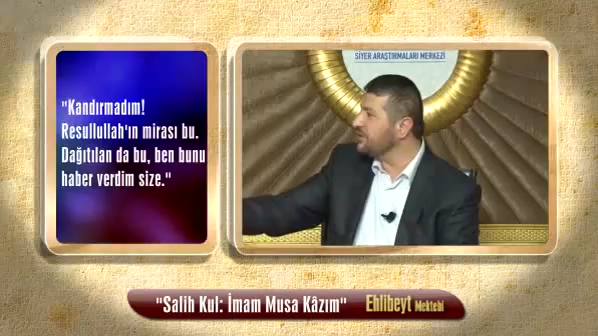 SİYER ARAŞTIRMALARI MERKEZİ
"Kandırmadım!
Resullullah'ın mirası bu.
Dağıtılan da bu, ben bunu
haber verdim size."
"Salih Kul: İmam Musa Kâzım" Ehlibeyt Mektebi